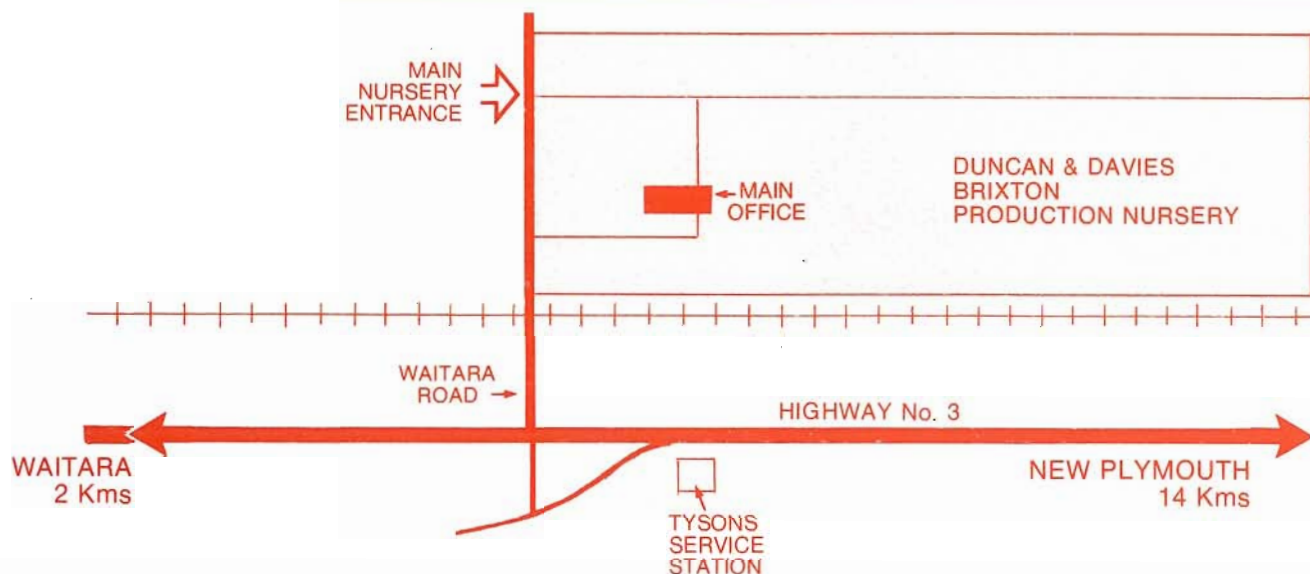 MAIN
NURSERY
ENTRANCE
DUNCAN & DAVIES
BRIXTON
PRODUCTION NURSERY
MAIN
OFFICE
WAITARA
ROAD
HIGHWAY No. 3
WAITARA
2 Kms
NEW PLYMOUTH
14 Kms
TYSONS
SERVICE
STATION